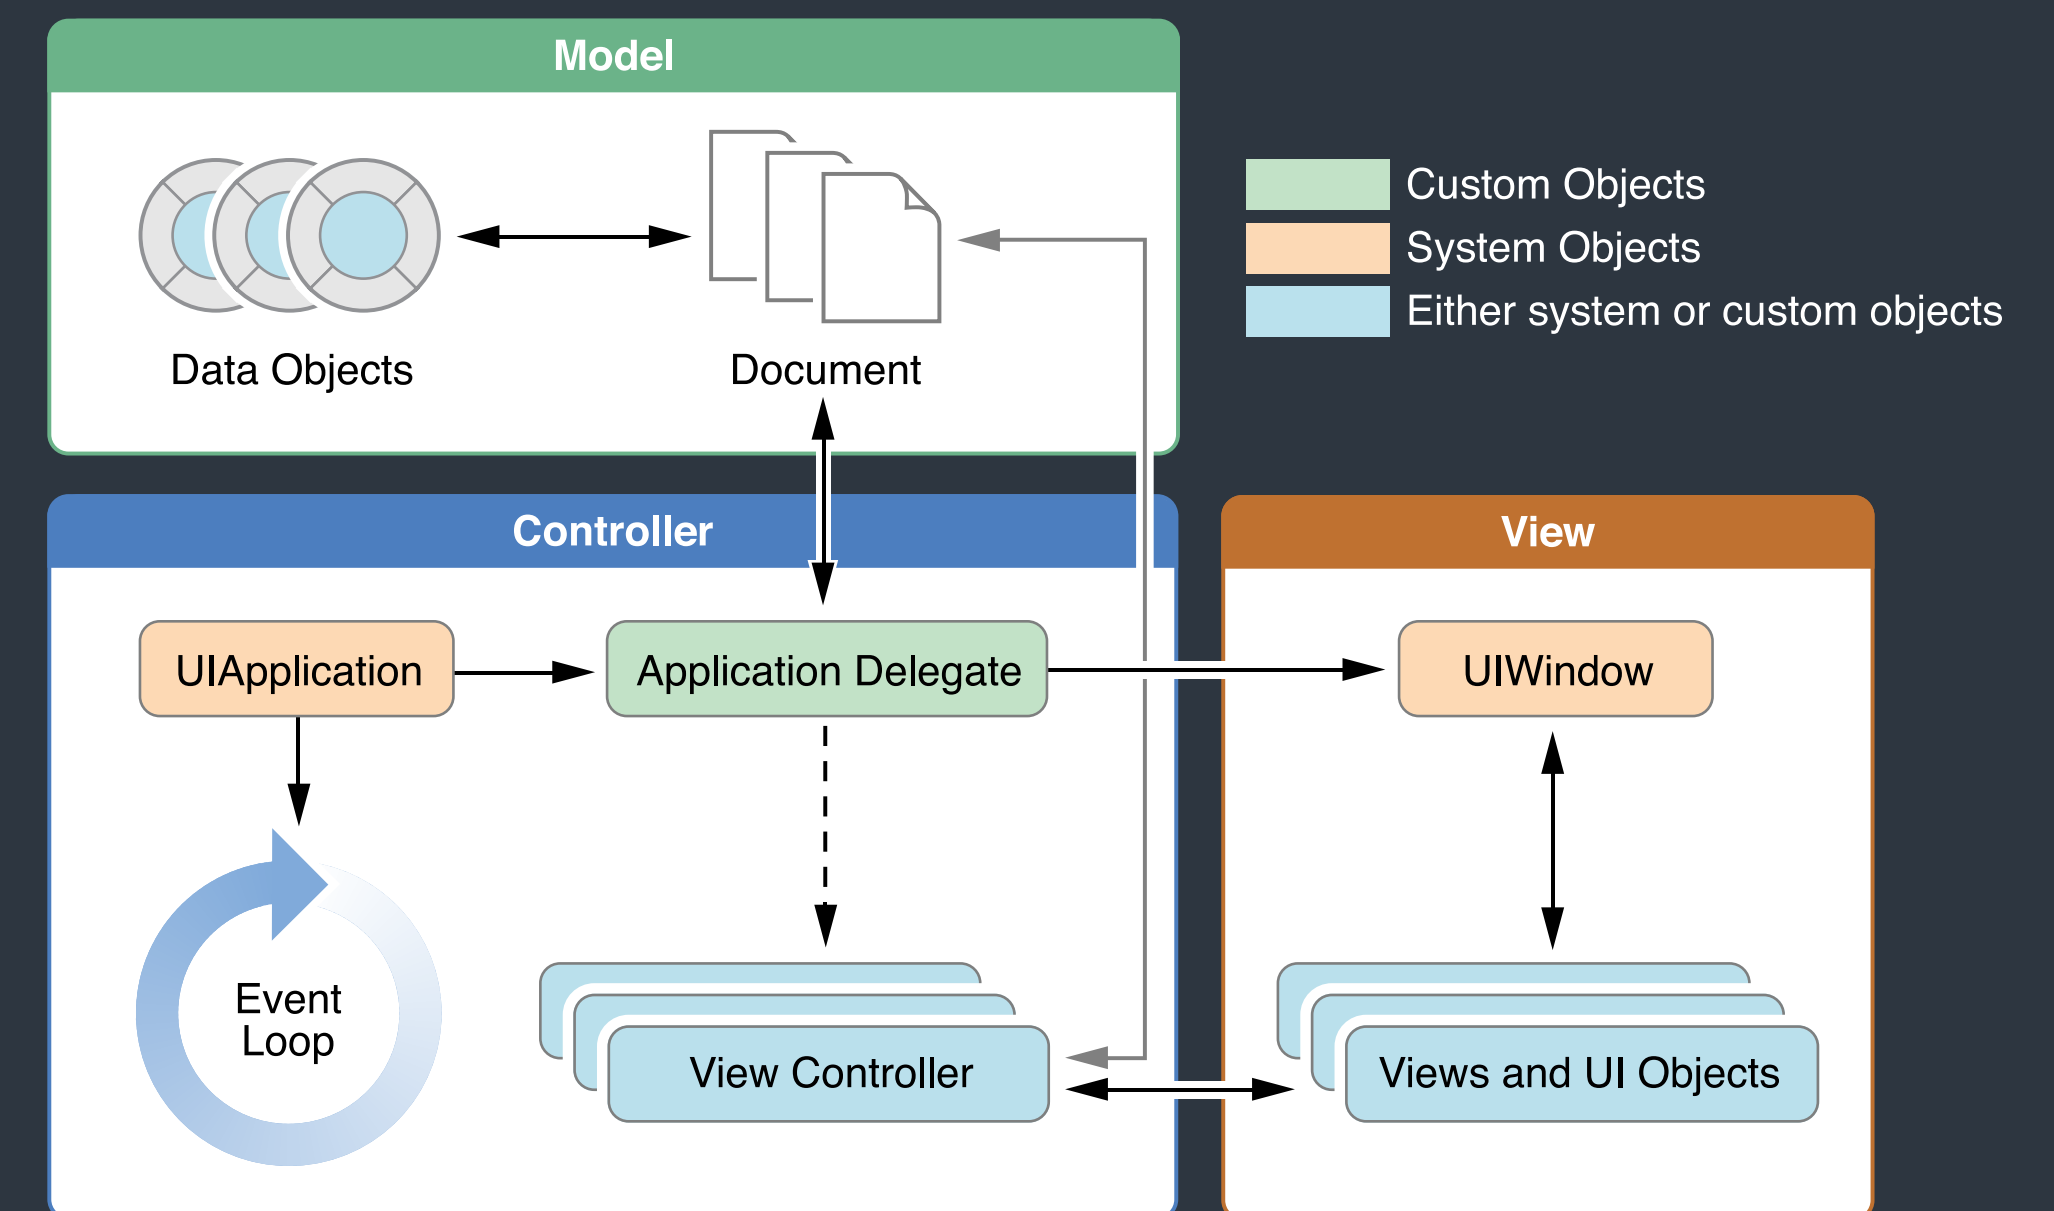 Model
Data Objects
Document
Custom Objects
System Objects
Either system or custom objects
Controller
UIApplication
Application Delegate
Event
Loop
View Controller
View
UIWindow
Views and UI Objects